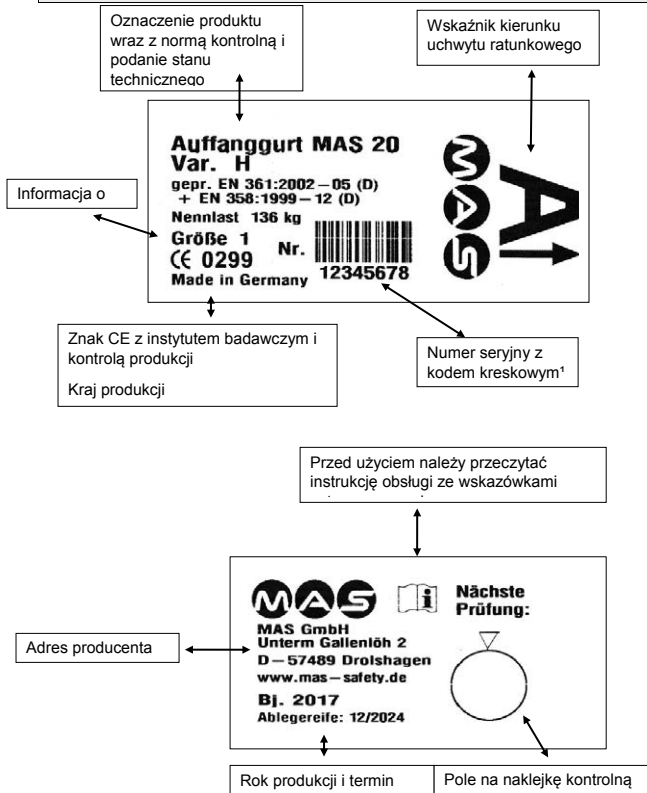 Oznaczenie produktu
wraz z normą kontrolną i
podanie stanu
technicznego
Wskaźnik kierunku
uchwytu ratunkowego
Auffanggurt MAS 20
Var. H
gepr. EN 361:2002 – 05 (D)
+ EN 358:1999 – 12 (D)
Nennlast 136 kg
Größe 1
Nr.
CE 0299
12345678
Made in Germany
MAS
A
Informacja o
Znak CE z instytutem badawczym i
kontrolą produkcji
Kraj produkcji
Numer seryjny z
kodem kreskowym¹
Przed użyciem należy przeczytać
instrukcję obsługi ze wskazówkami
MAS
i
Nächste
Prüfung:
MAS GmbH
Unterm Gallenlöh 2
D – 57489 Drolshagen
www.mas – safety.de
Bj. 2017
Ablegereife: 12/2024
Adres producenta
Rok produkcji i termin
Pole na naklejkę kontrolną